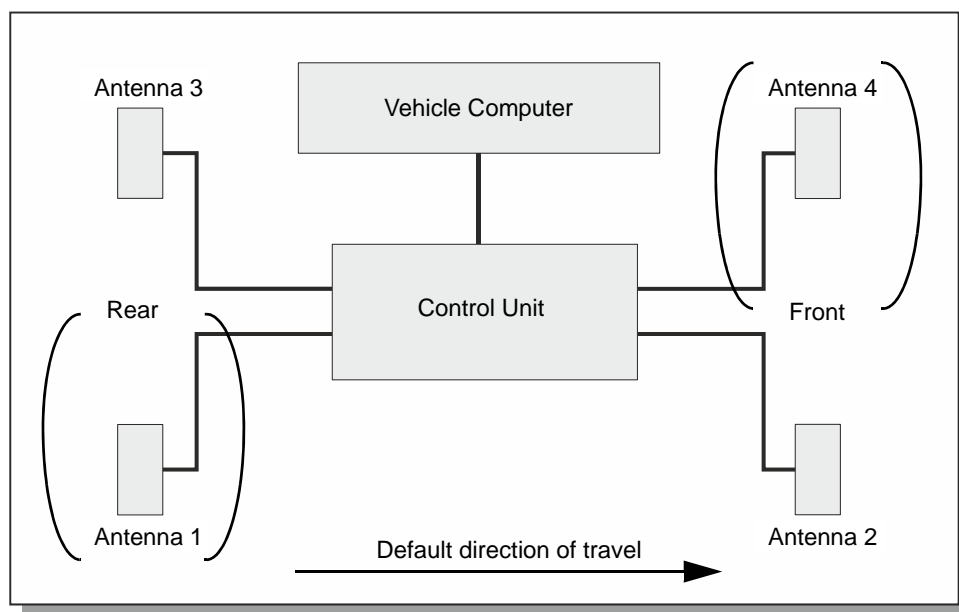 Antenna 3
Vehicle Computer
Antenna 4
Control Unit
Rear
Front
Antenna 1
Antenna 2
Default direction of travel